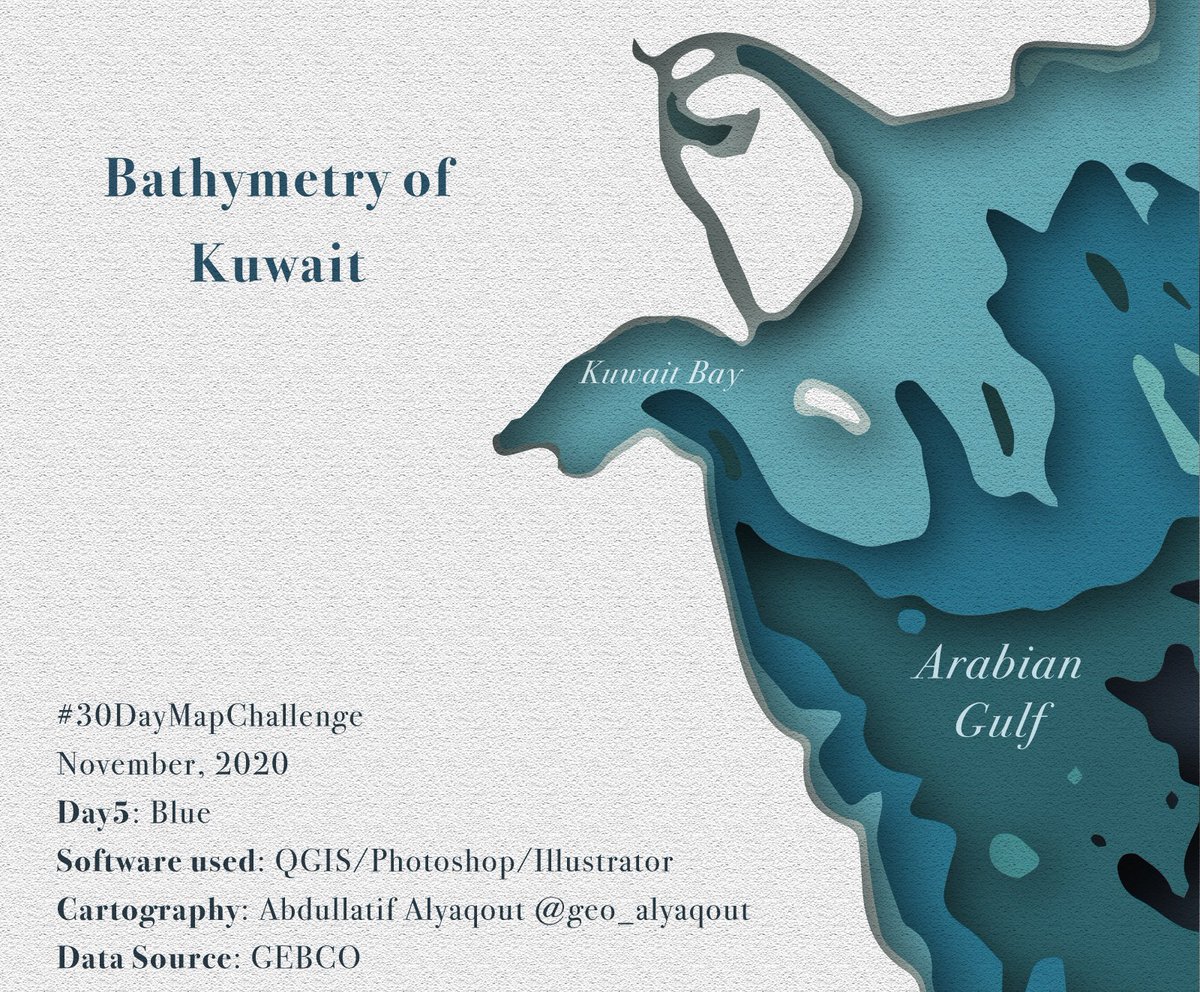 Bathymetry of
Kuwait
Kuwait Bay
Arabian
Gulf
#30DayMapChallenge
November, 2020
Day5: Blue
Software used: QGIS/Photoshop/Illustrator
Cartography: Abdullatif Alyaqout @geo_alyaqout
Data Source: GEBCO